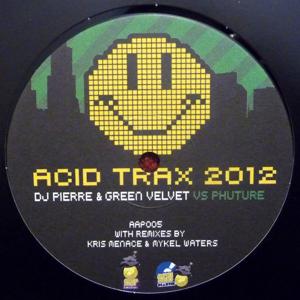 ACID TRAX 2012
DJ PIERRE & GREEN VELVET VS PHUTURE
AAP005
WITH REMIXES BY
KRIS MENACE & MYKEL WATERS